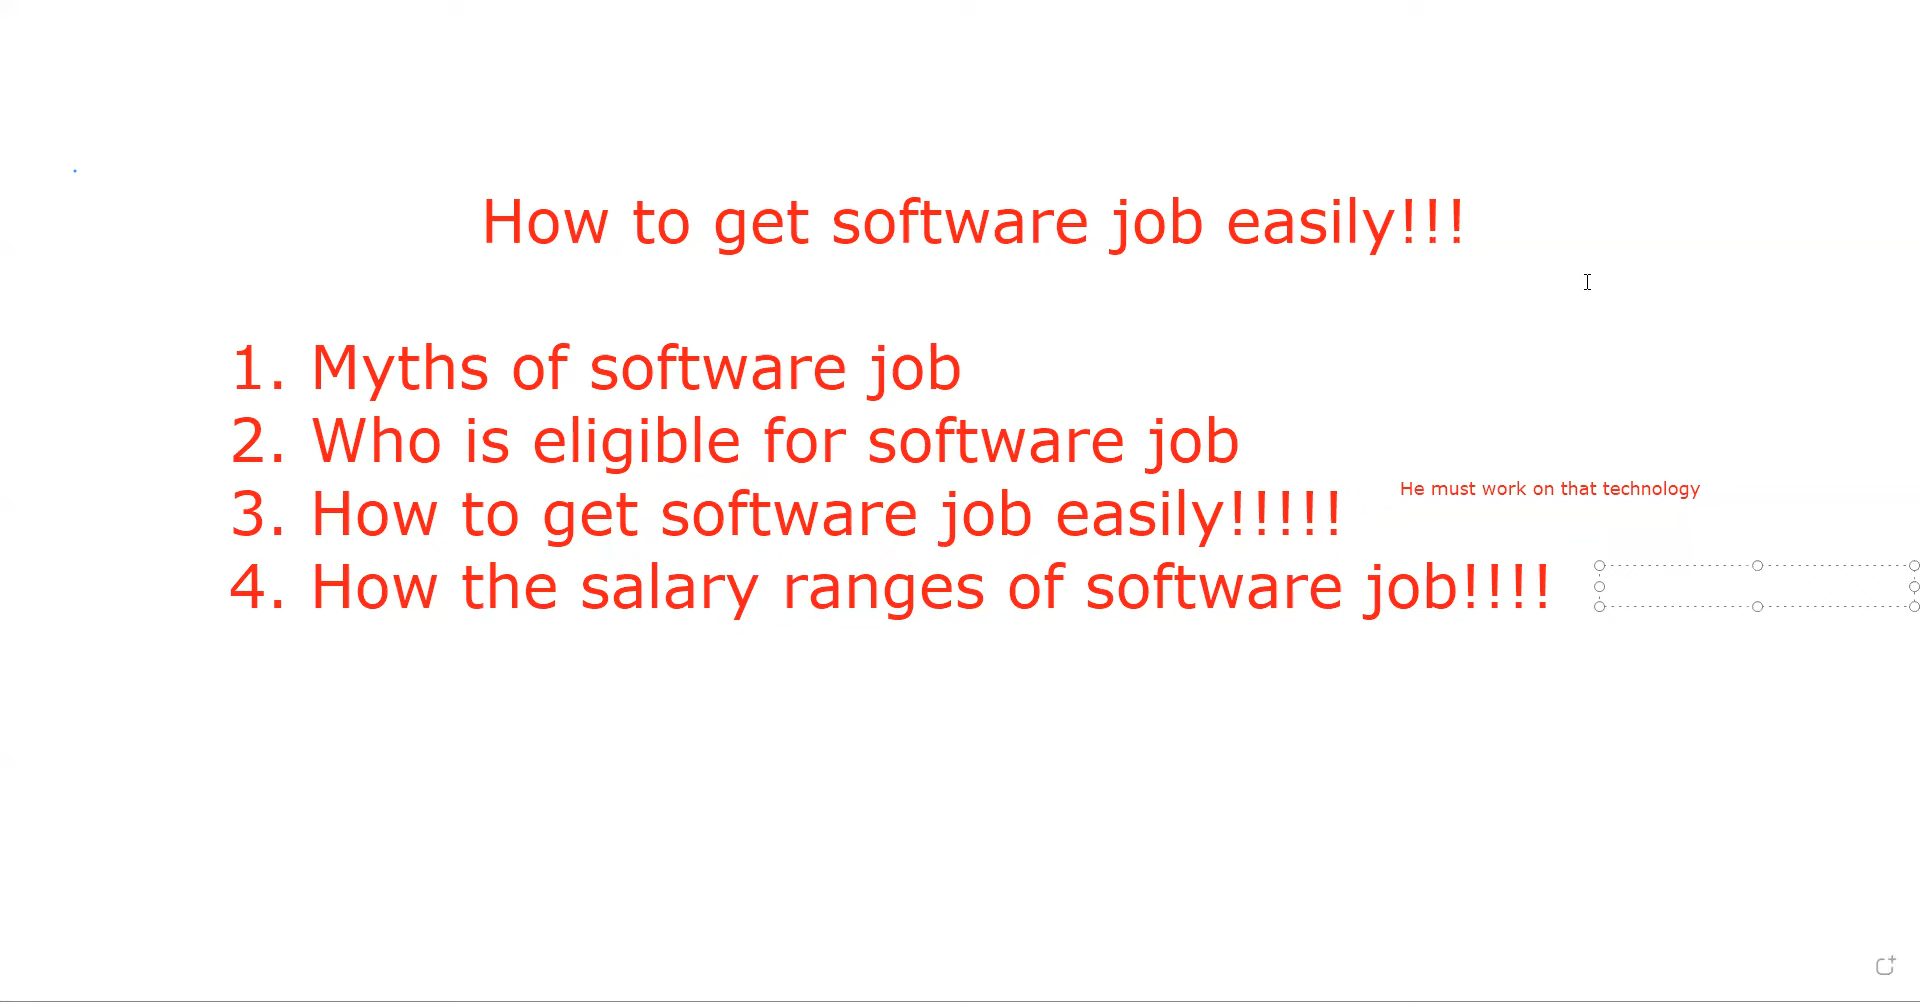 How to get software job easily!!!
1. Myths of software job
2. Who is eligible for software job
He must work on that technology
3. How to get software job easily!!!!!
4. How the salary ranges of software job!!!!